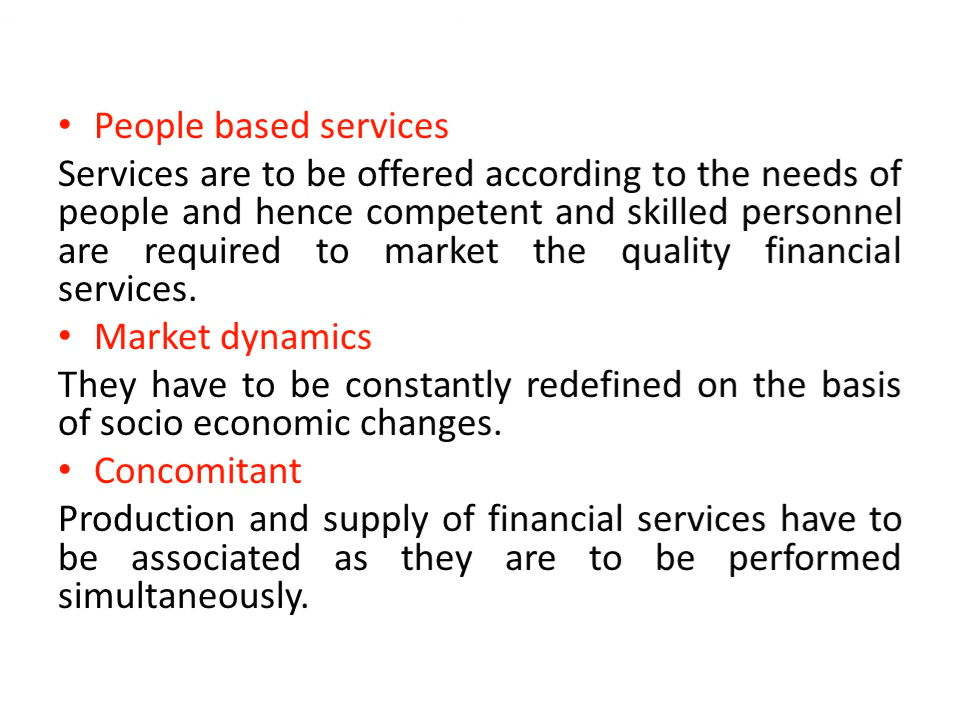 • People based services
Services are to be offered according to the needs of
people and hence competent and skilled personnel
are required to market the quality financial
services.
• Market dynamics
They have to be constantly redefined on the basis
of socio economic changes.
• Concomitant
Production and supply of financial services have to
be associated as they are to be performed
simultaneously.